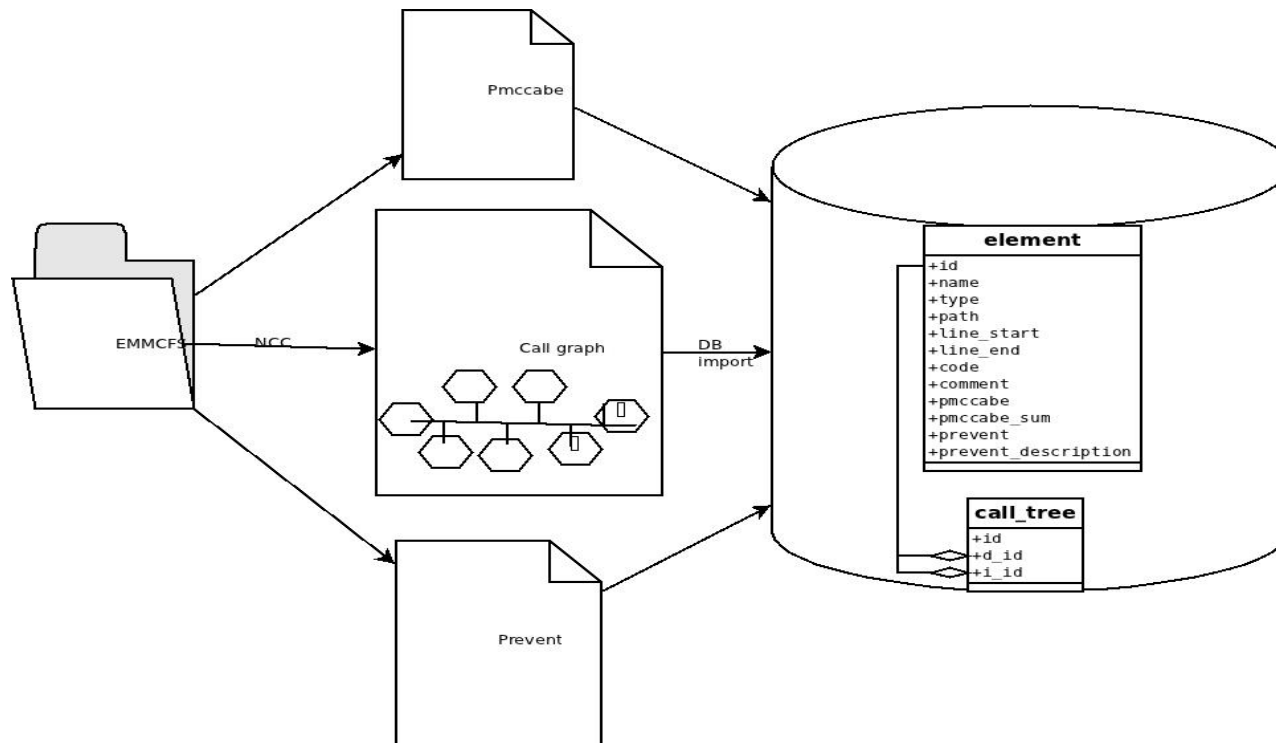 Pmccabe
EMMCFS
NCC
Call graph
DB
import
Prevent
element
+id
+name
+type
+path
+line_start
+line_end
+code
+comment
+pmccabe
+pmccabe_sum
+prevent
+prevent_description
call_tree
+id
+d_id
+i_id